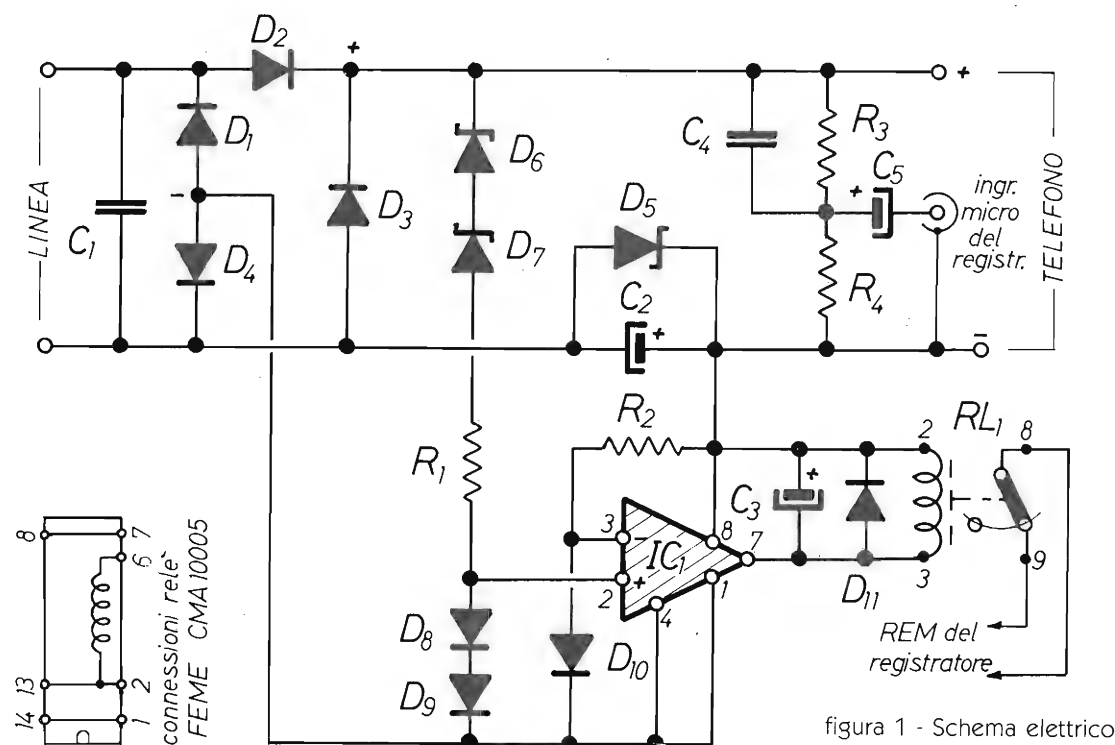 D2
+
+
LINEA
C1
D1
-
D4
D3
D6
D7
D5
C2
+
C4
R3
+
C5
R4
ingr.
micro
del
registr.
TELEFONO
-
R1
R2
3
-
IC1
+
2
4
8
7
1
+
C3
D11
2
RL1
8
3
9
D8
D9
D10
REM del
registratore
8
7
6
13
2
14
1
connessioni relè
FEME CMA10005
figura 1 - Schema elettrico